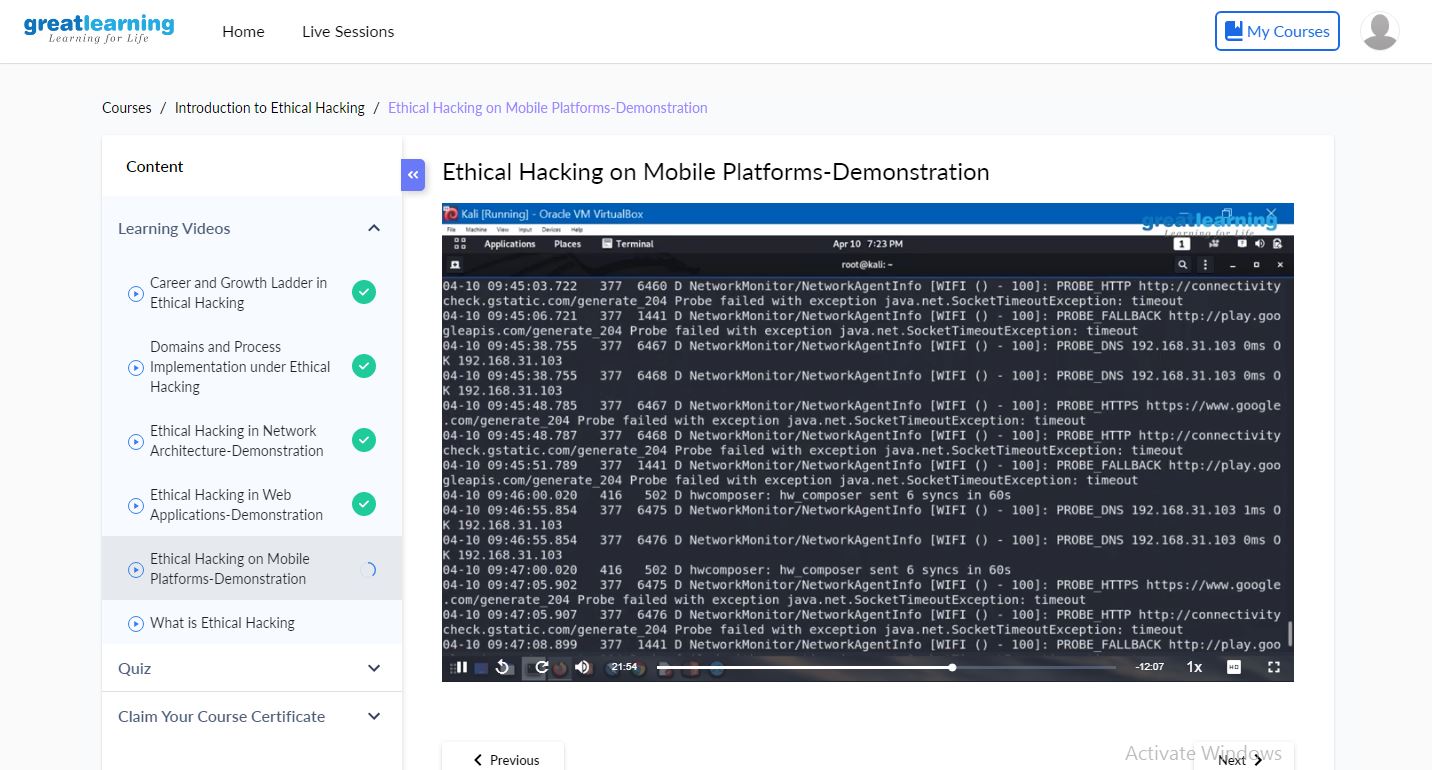 greatlearning
Learning for Life
Home
Live Sessions
My Courses
Courses / Introduction to Ethical Hacking / Ethical Hacking on Mobile Platforms-Demonstration
Content
Learning Videos
Career and Growth Ladder in
Ethical Hacking
Domains and Process
Implementation under Ethical
Hacking
Ethical Hacking in Network
Architecture-Demonstration
Ethical Hacking in Web
Applications-Demonstration
Ethical Hacking on Mobile
Platforms-Demonstration
What is Ethical Hacking
Quiz
Claim Your Course Certificate
Ethical Hacking on Mobile Platforms-Demonstration
Kali [Running] - Oracle VM VirtualBox
greatlearning
Learning for Life
File Machine View Input Devices Help
Applications Places Terminal Apr 10 7:23 PM 1
root@kali: ~
04-10 09:45:03.722 377 6460 D NetworkMonitor/NetworkAgentInfo [WIFI () - 100]: PROBE_HTTP http://connectivity
check.gstatic.com/generate_204 Probe failed with exception java.net.SocketTimeoutException: timeout
04-10 09:45:06.721 377 1441 D NetworkMonitor/NetworkAgentInfo [WIFI () - 100]: PROBE_FALLBACK http://play.goo
gleapis.com/generate_204 Probe failed with exception java.net.SocketTimeoutException: timeout
04-10 09:45:38.755 377 6467 D NetworkMonitor/NetworkAgentInfo [WIFI () - 100]: PROBE_DNS 192.168.31.103 0ms O
K 192.168.31.103
04-10 09:45:38.755 377 6468 D NetworkMonitor/NetworkAgentInfo [WIFI () - 100]: PROBE_DNS 192.168.31.103 0ms O
K 192.168.31.103
04-10 09:45:48.785 377 6467 D NetworkMonitor/NetworkAgentInfo [WIFI () - 100]: PROBE_HTTPS https://www.google
.com/generate_204 Probe failed with exception java.net.SocketTimeoutException: timeout
04-10 09:45:48.787 377 6468 D NetworkMonitor/NetworkAgentInfo [WIFI () - 100]: PROBE_HTTP http://connectivity
check.gstatic.com/generate_204 Probe failed with exception java.net.SocketTimeoutException: timeout
04-10 09:45:51.789 377 1441 D NetworkMonitor/NetworkAgentInfo [WIFI () - 100]: PROBE_FALLBACK http://play.goo
gleapis.com/generate_204 Probe failed with exception java.net.SocketTimeoutException: timeout
04-10 09:46:00.020 416 502 D hwcomposer: hw_composer sent 6 syncs in 60s
04-10 09:46:55.854 377 6475 D NetworkMonitor/NetworkAgentInfo [WIFI () - 100]: PROBE_DNS 192.168.31.103 1ms O
K 192.168.31.103
04-10 09:46:55.854 377 6476 D NetworkMonitor/NetworkAgentInfo [WIFI () - 100]: PROBE_DNS 192.168.31.103 0ms O
K 192.168.31.103
04-10 09:47:00.020 416 502 D hwcomposer: hw_composer sent 6 syncs in 60s
04-10 09:47:05.902 377 6475 D NetworkMonitor/NetworkAgentInfo [WIFI () - 100]: PROBE_HTTPS https://www.google
.com/generate_204 Probe failed with exception java.net.SocketTimeoutException: timeout
04-10 09:47:05.907 377 6476 D NetworkMonitor/NetworkAgentInfo [WIFI () - 100]: PROBE_HTTP http://connectivity
check.gstatic.com/generate_204 Probe failed with exception java.net.SocketTimeoutException: timeout
04-10 09:47:08.899 377 1441 D NetworkMonitor/NetworkAgentInfo [WIFI () - 100]: PROBE_FALLBACK http://play.goo
21:54 -12:07 1x HD
Previous
Next
Activate Windows